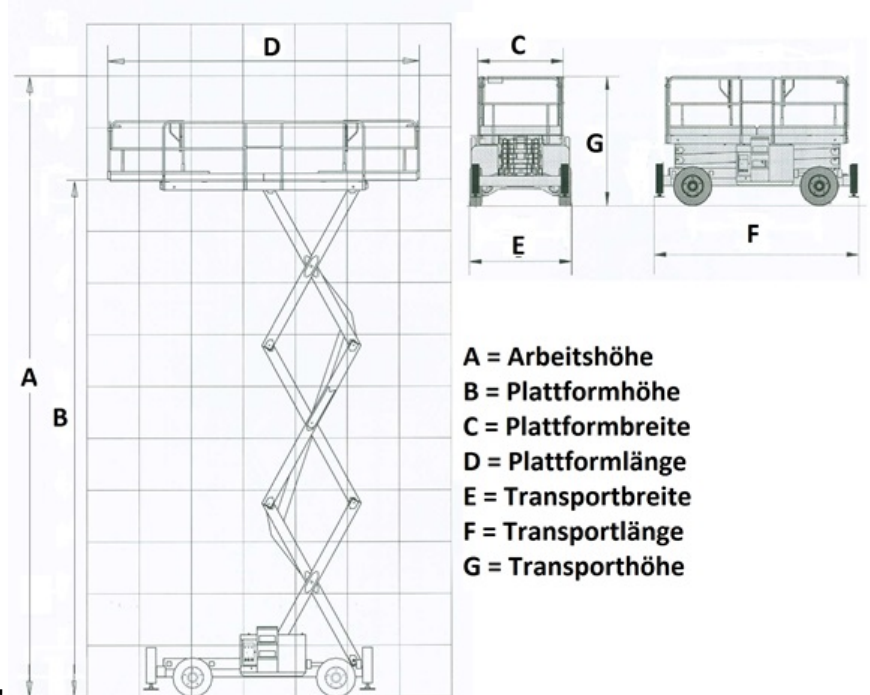 D
C
G
E
F
A
B
A = Arbeitshöhe
B = Plattformhöhe
C = Plattformbreite
D = Plattformlänge
E = Transportbreite
F = Transportlänge
G = Transporthöhe